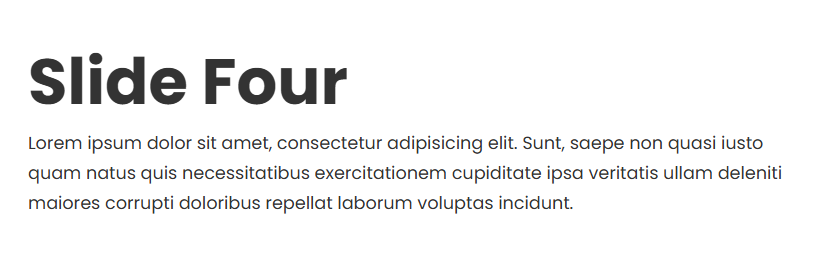 Slide Four
Lorem ipsum dolor sit amet, consectetur adipisicing elit. Sunt, saepe non quasi iusto
quam natus quis necessitatibus exercitationem cupiditate ipsa veritatis ullam deleniti
maiores corrupti doloribus repellat laborum voluptas incidunt.